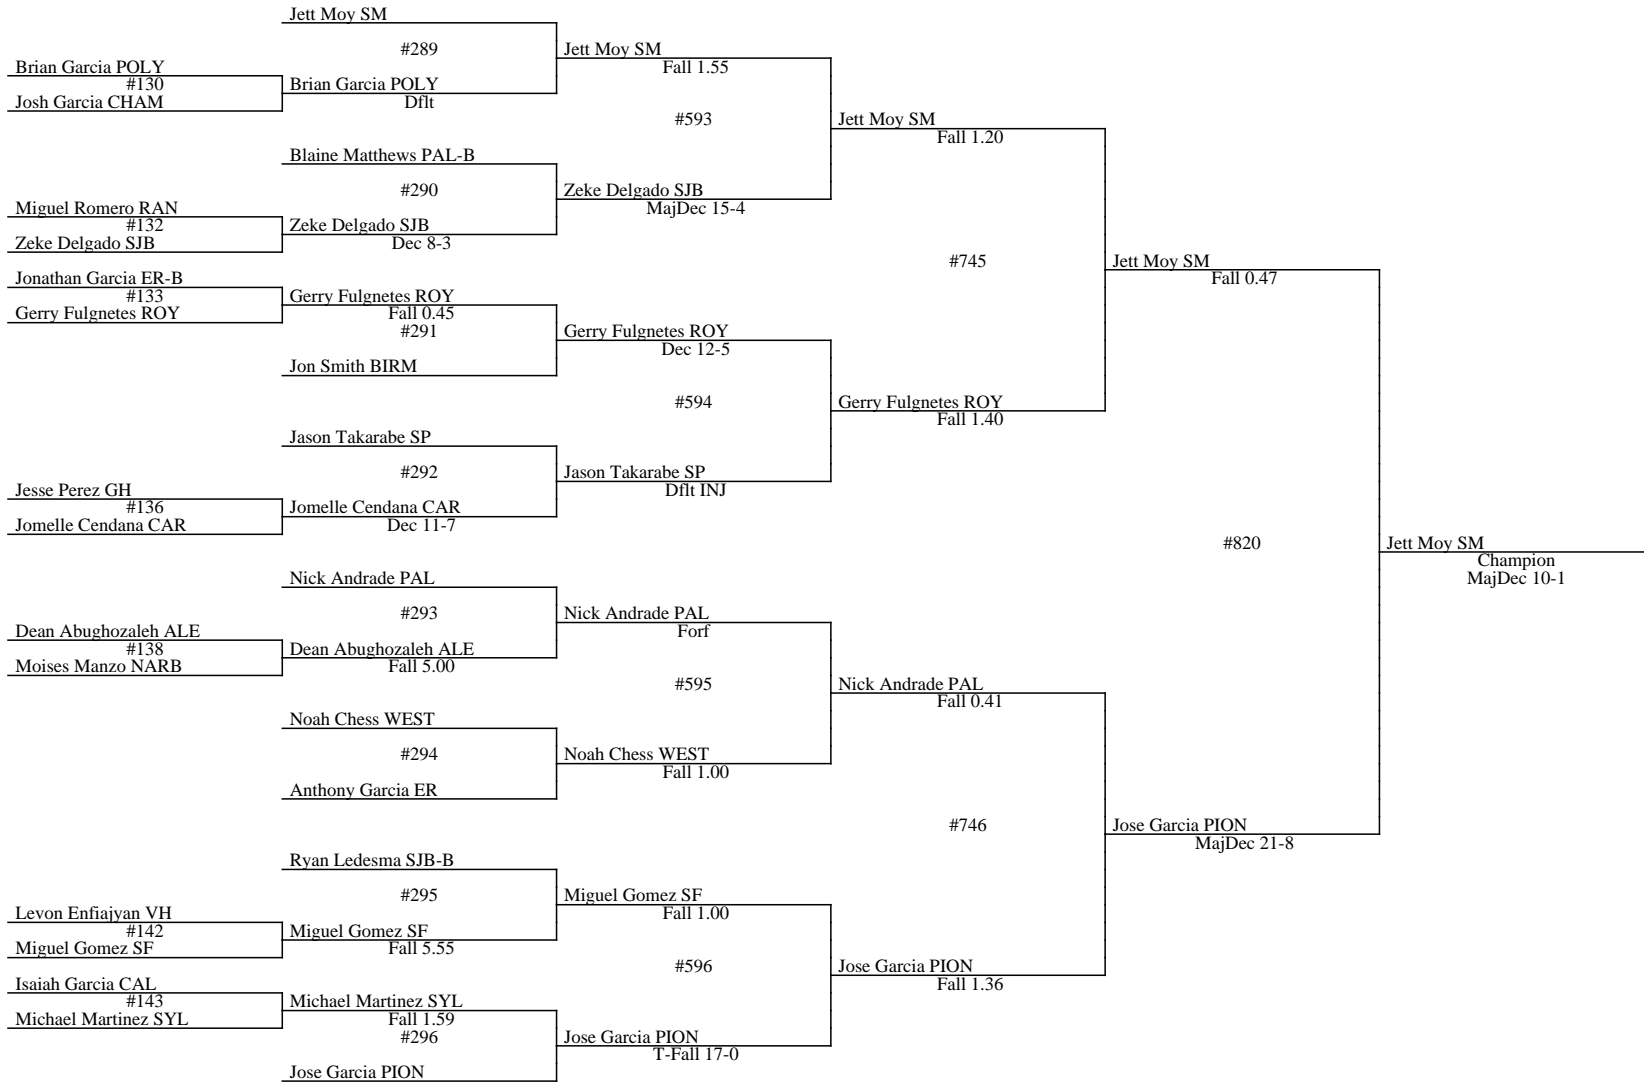 Jett Moy SM
#289
Jett Moy SM
Fall 1.55
Brian Garcia POLY
#130
Josh Garcia CHAM
Brian Garcia POLY
Dflt
#593
Jett Moy SM
Fall 1.20
Blaine Matthews PAL-B
#290
Zeke Delgado SJB
MajDec 15-4
Miguel Romero RAN
#132
Zeke Delgado SJB
Zeke Delgado SJB
Dec 8-3
#745
Jett Moy SM
Fall 0.47
Jonathan Garcia ER-B
#133
Gerry Fulgnetes ROY
Gerry Fulgnetes ROY
Fall 0.45
#291
Gerry Fulgnetes ROY
Dec 12-5
Jon Smith BIRM
#594
Gerry Fulgnetes ROY
Fall 1.40
Jason Takarabe SP
#292
Jason Takarabe SP
Dflt INJ
Jesse Perez GH
#136
Jomelle Cendana CAR
Jomelle Cendana CAR
Dec 11-7
#820
Jett Moy SM
Champion
MajDec 10-1
Nick Andrade PAL
#293
Nick Andrade PAL
Forf
Dean Abughozaleh ALE
#138
Moises Manzo NARB
Dean Abughozaleh ALE
Fall 5.00
#595
Nick Andrade PAL
Fall 0.41
Noah Chess WEST
#294
Noah Chess WEST
Fall 1.00
Anthony Garcia ER
#746
Jose Garcia PION
MajDec 21-8
Ryan Ledesma SJB-B
#295
Miguel Gomez SF
Fall 1.00
Levon Enfiajyan VH
#142
Miguel Gomez SF
Miguel Gomez SF
Fall 5.55
#596
Jose Garcia PION
Fall 1.36
Isaiah Garcia CAL
#143
Michael Martinez SYL
Michael Martinez SYL
Fall 1.59
#296
Jose Garcia PION
T-Fall 17-0
Jose Garcia PION